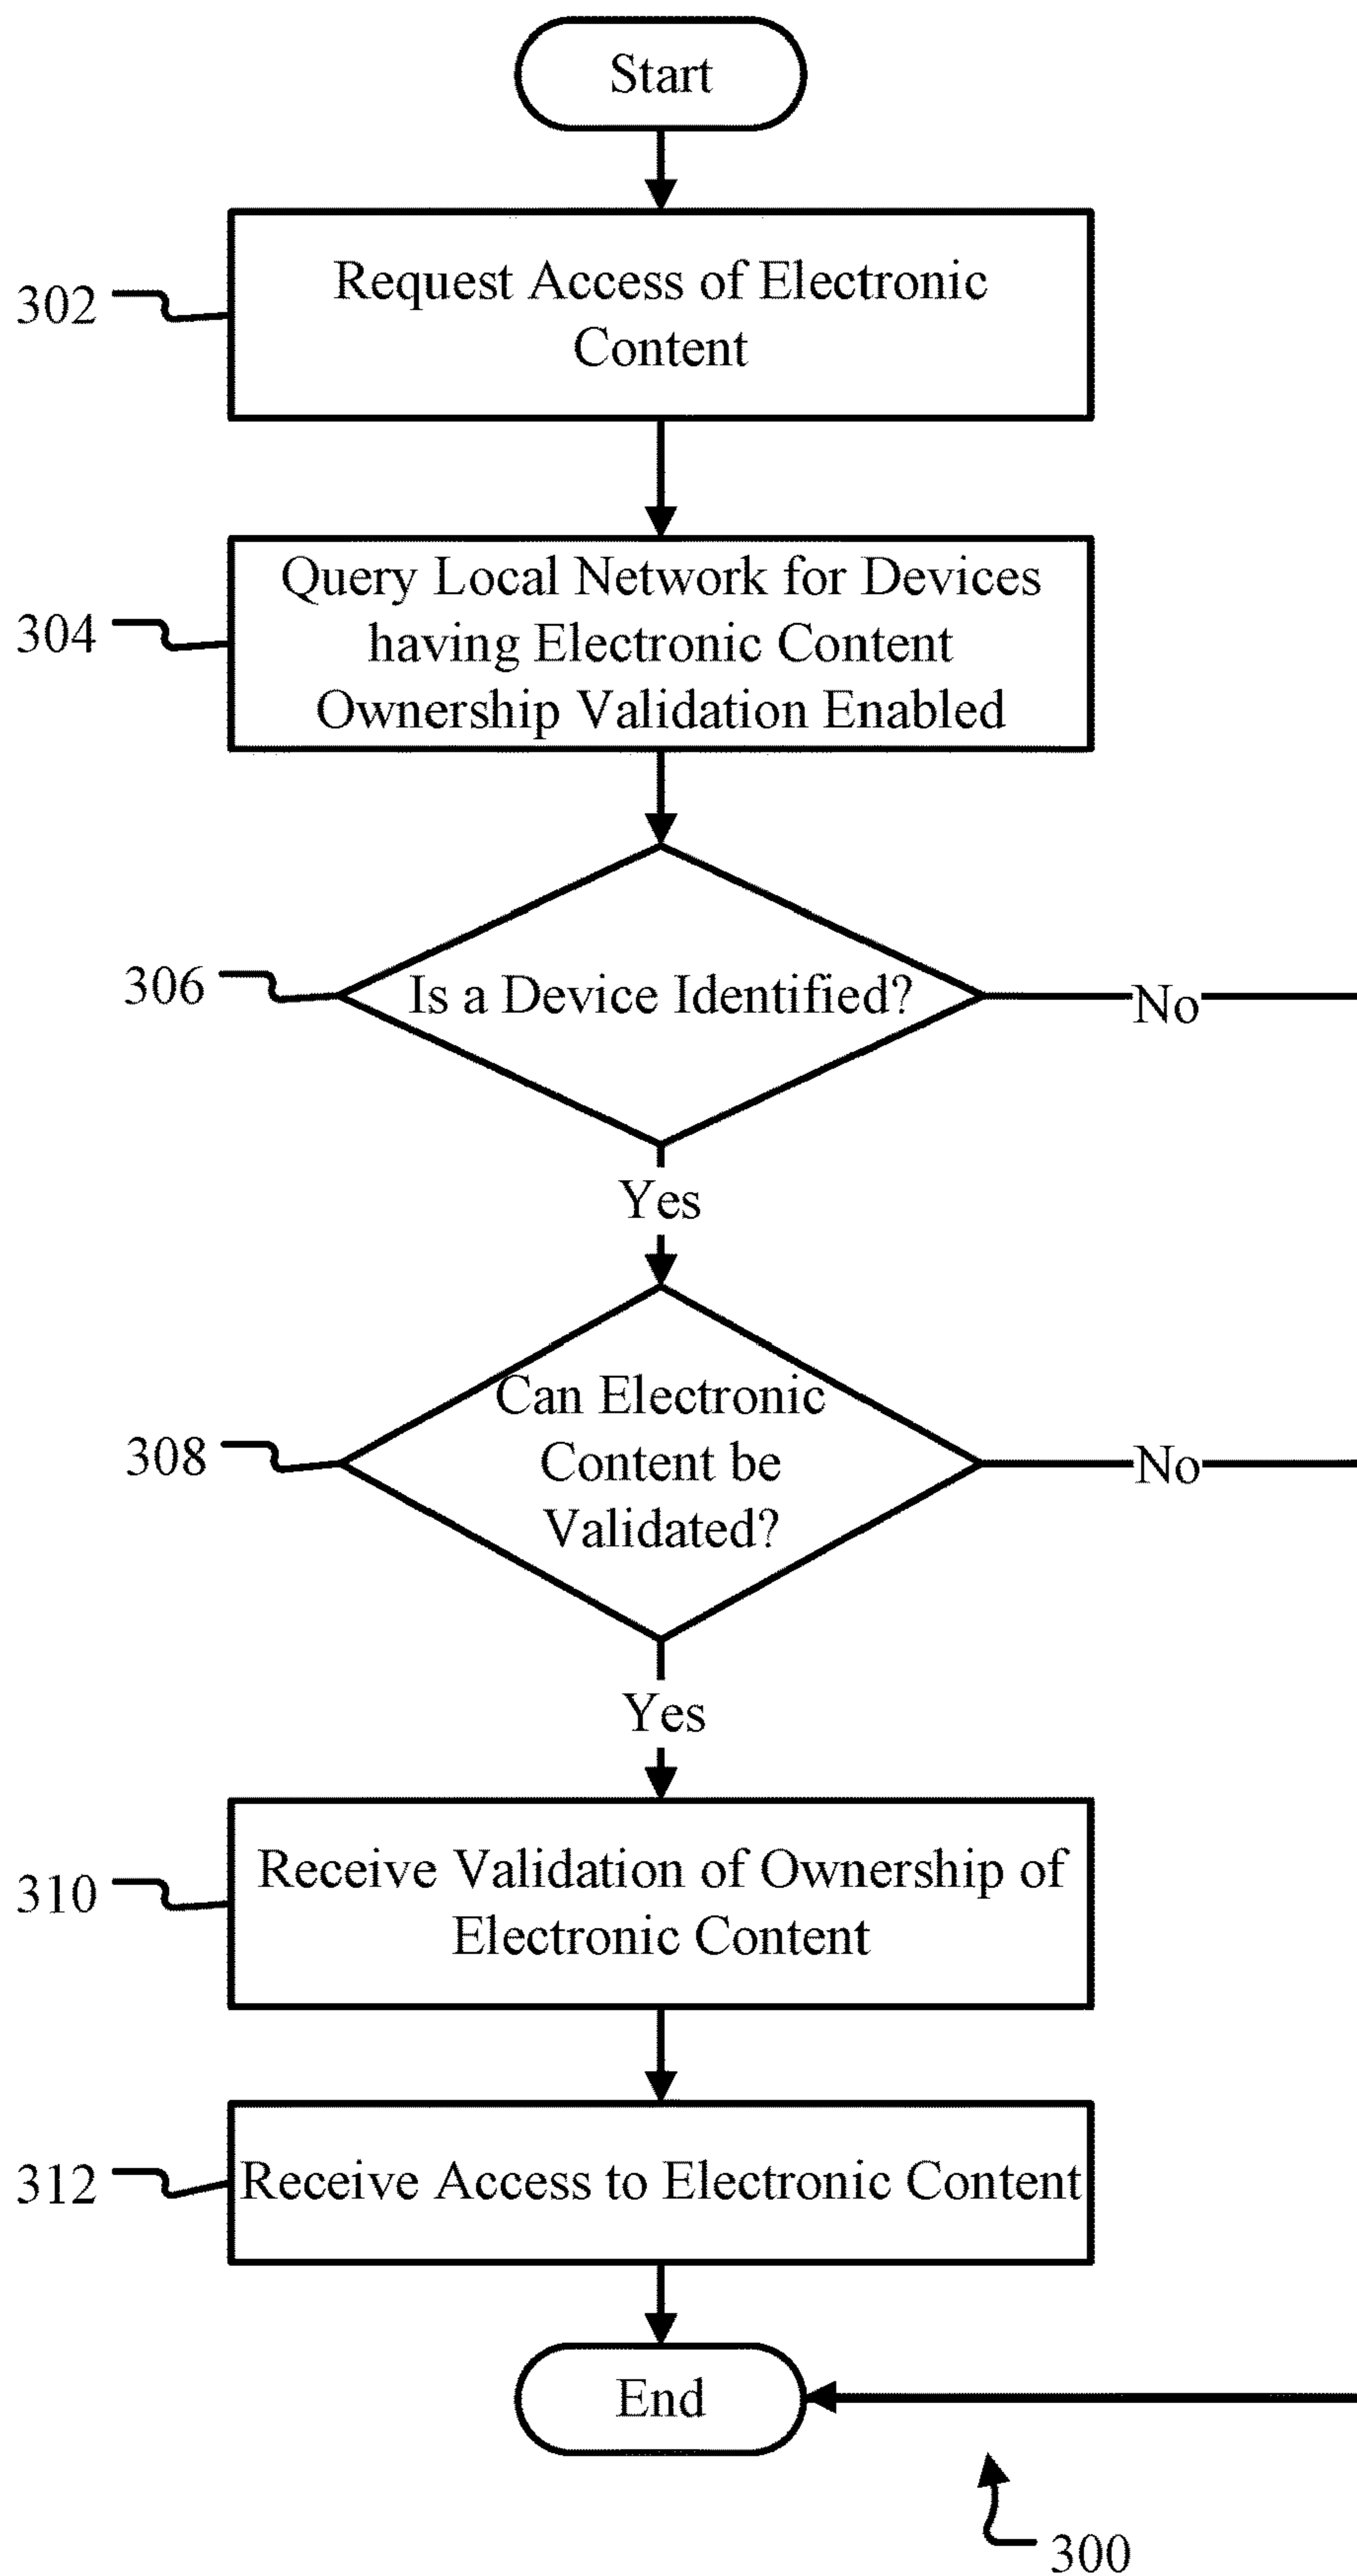 Start
302
Request Access of Electronic
Content
304
Query Local Network for Devices
having Electronic Content
Ownership Validation Enabled
306
Is a Device Identified?
No
Yes
308
Can Electronic
Content be
Validated?
No
Yes
310
Receive Validation of Ownership of
Electronic Content
312
Receive Access to Electronic Content
End
300